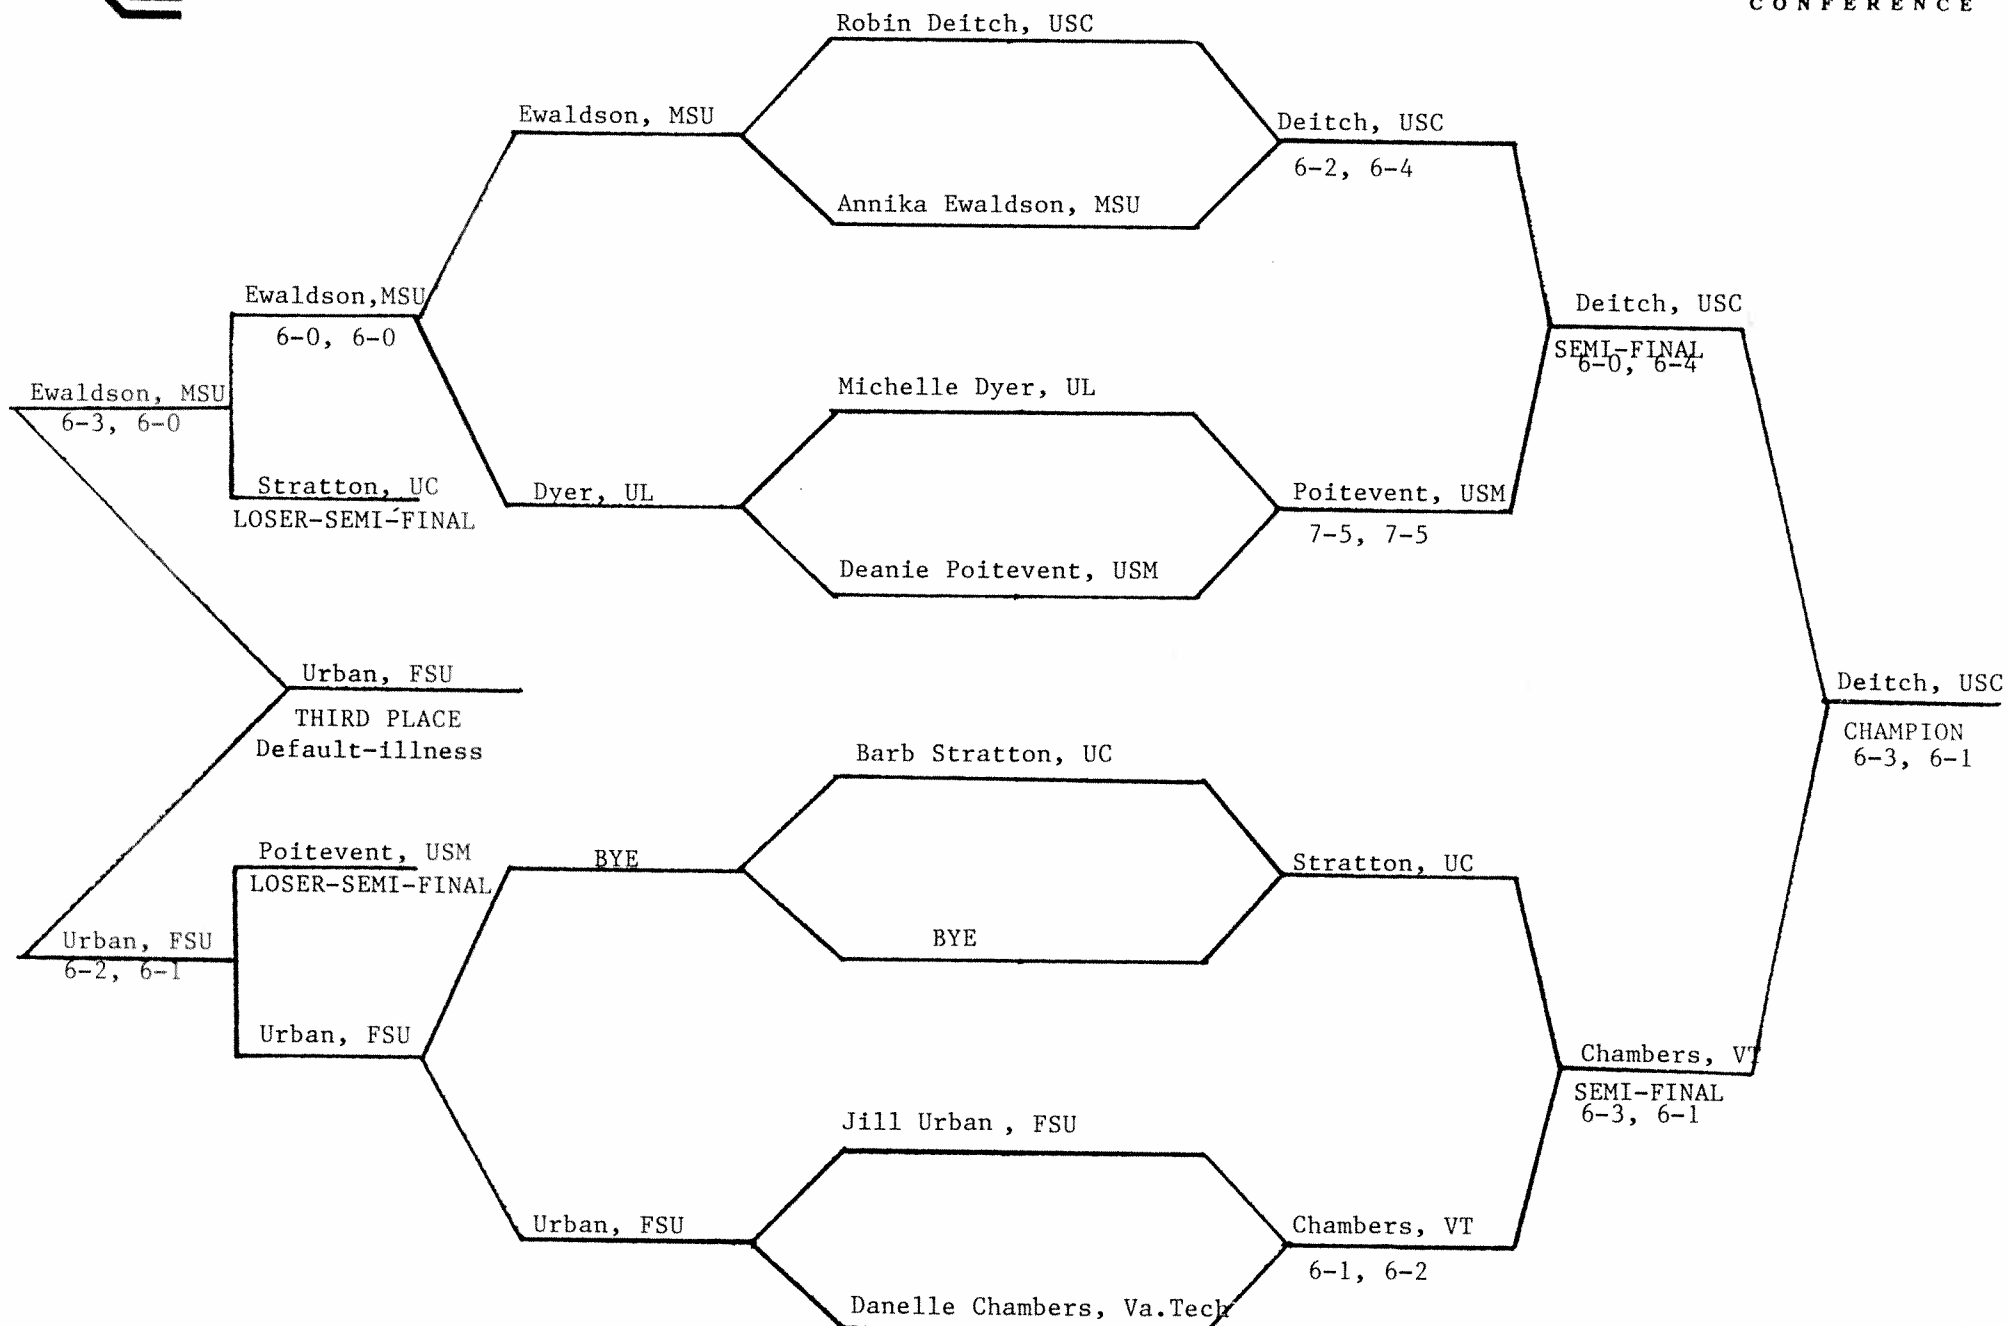 CONFERENCE
Robin Deitch, USC
Ewaldson, MSU
Deitch, USC
6-2, 6-4
Annika Ewaldson, MSU
Ewaldson,MSU
6-0, 6-0
Deitch, USC
SEMI-FINAL
6-0, 6-4
Ewaldson, MSU
6-3, 6-0
Michelle Dyer, UL
Stratton, UC
LOSER-SEMI-FINAL
Dyer, UL
Poitevent, USM
7-5, 7-5
Deanie Poitevent, USM
Urban, FSU
THIRD PLACE
Default-illness
Deitch, USC
CHAMPION
6-3, 6-1
Barb Stratton, UC
Poitevent, USM
LOSER-SEMI-FINAL
BYE
Stratton, UC
BYE
Urban, FSU
6-2, 6-1
Urban, FSU
Chambers, VT
SEMI-FINAL
6-3, 6-1
Jill Urban , FSU
Urban, FSU
Chambers, VT
6-1, 6-2
Danelle Chambers, Va.Tech